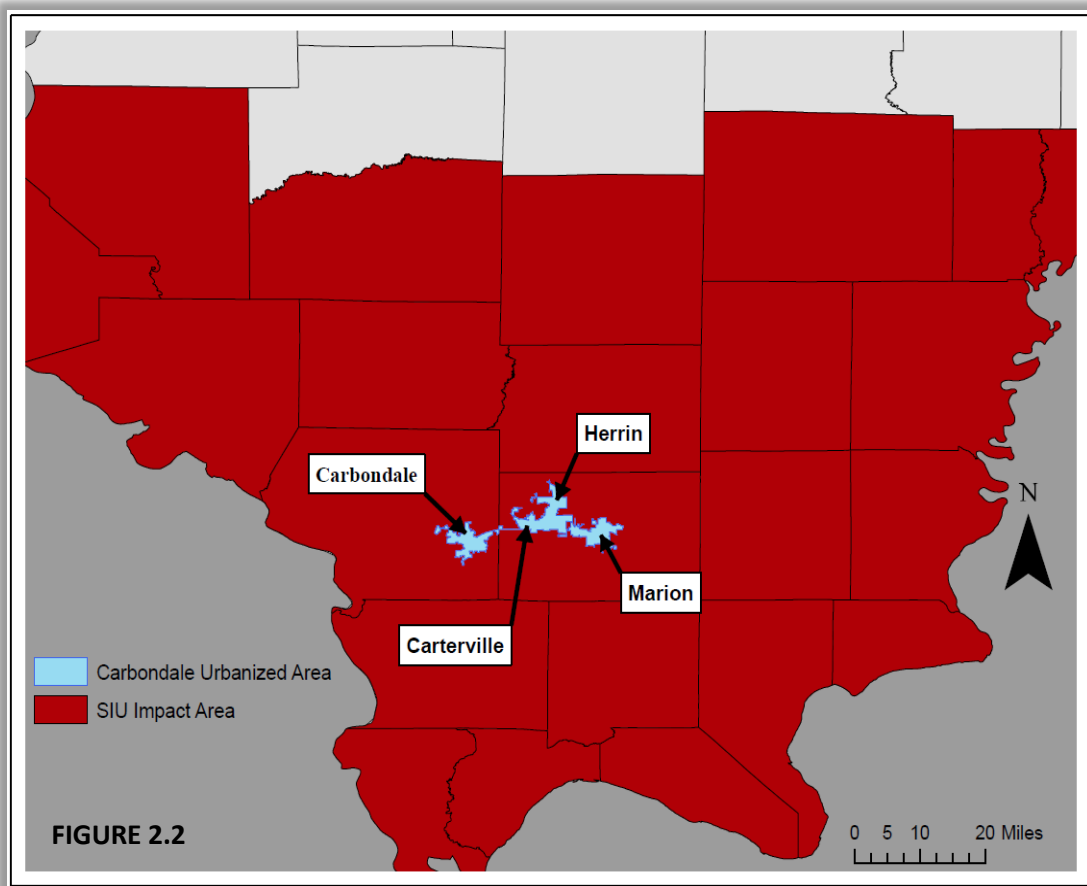 Herrin
Carbondale
N
Marion
Carterville
Carbondale Urbanized Area
SIU Impact Area
FIGURE 2.2
0 5 10 20 Miles